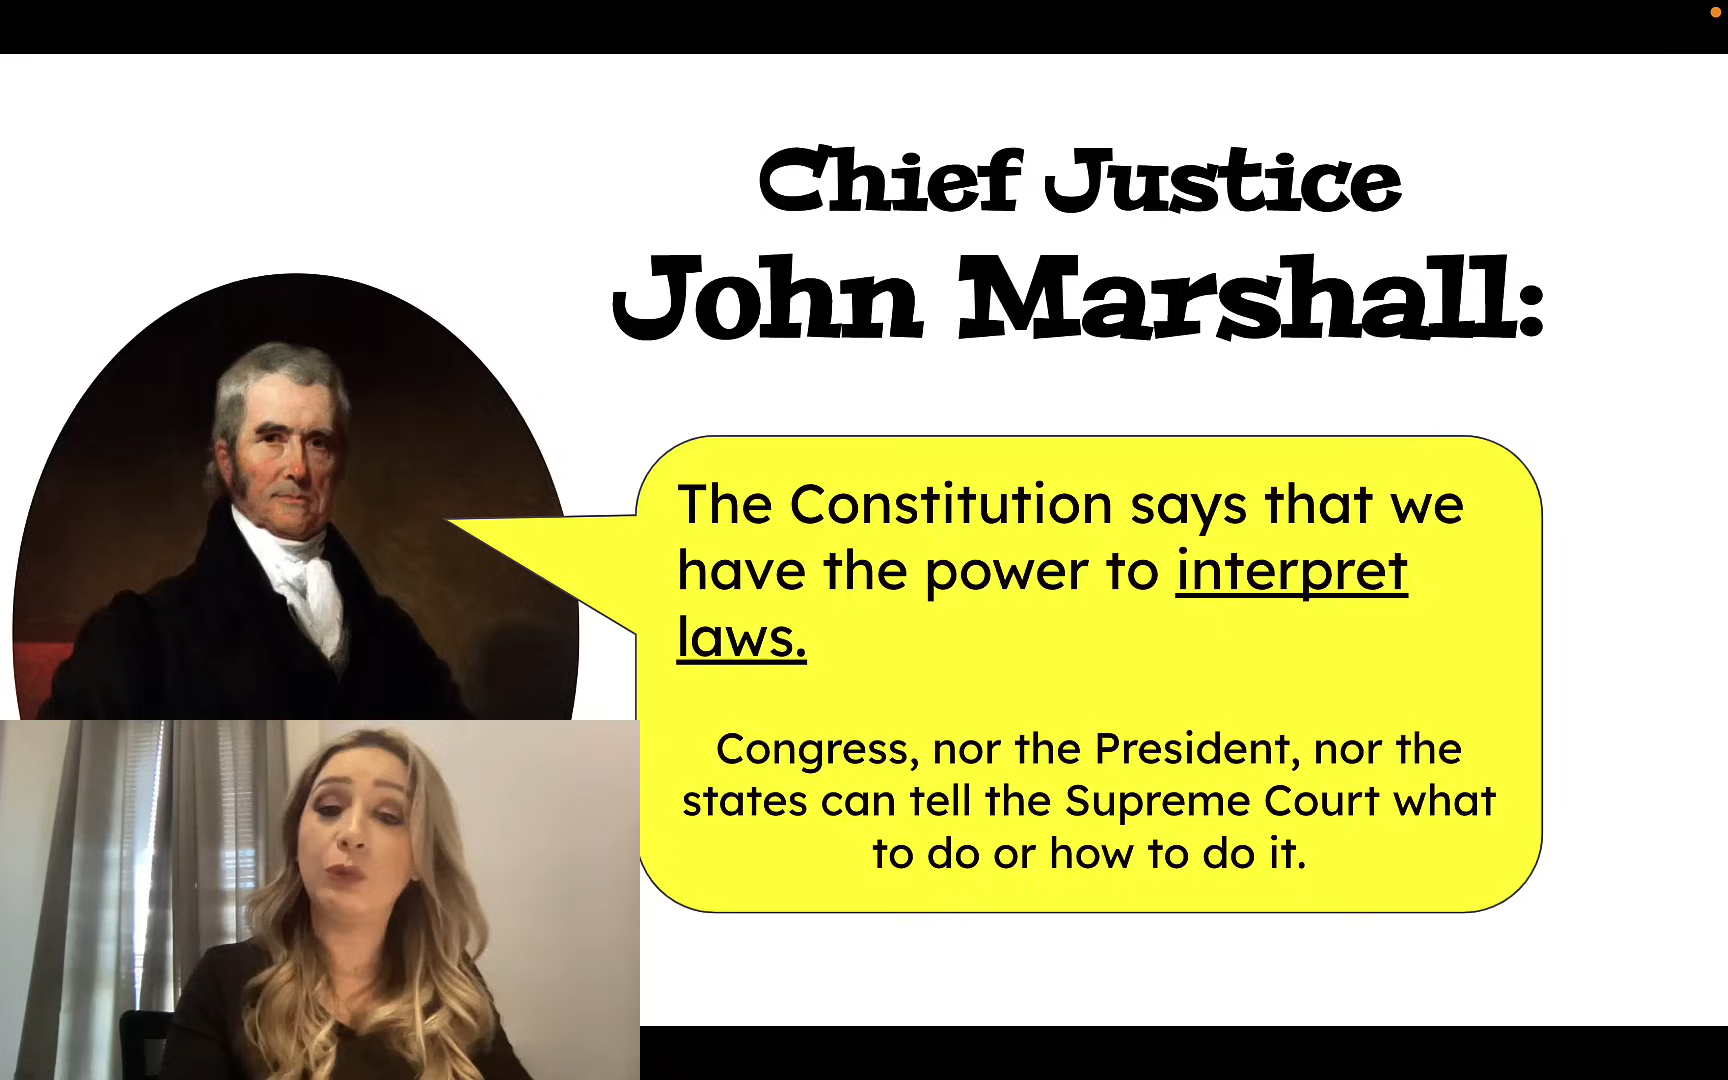 Chief Justice
John Marshall:
The Constitution says that we
have the power to interpret
laws.
Congress, nor the President, nor the
states can tell the Supreme Court what
to do or how to do it.